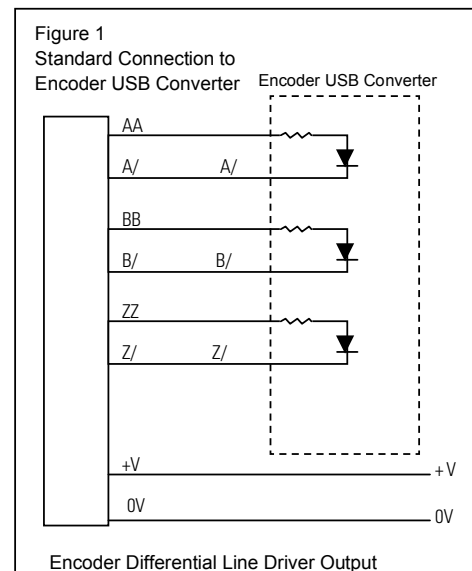 Figure 1
Standard Connection to
Encoder USB Converter
Encoder USB Converter
AA
A/ A/
BB
B/ B/
ZZ
Z/ Z/
+V +V
0V 0V
Encoder Differential Line Driver Output